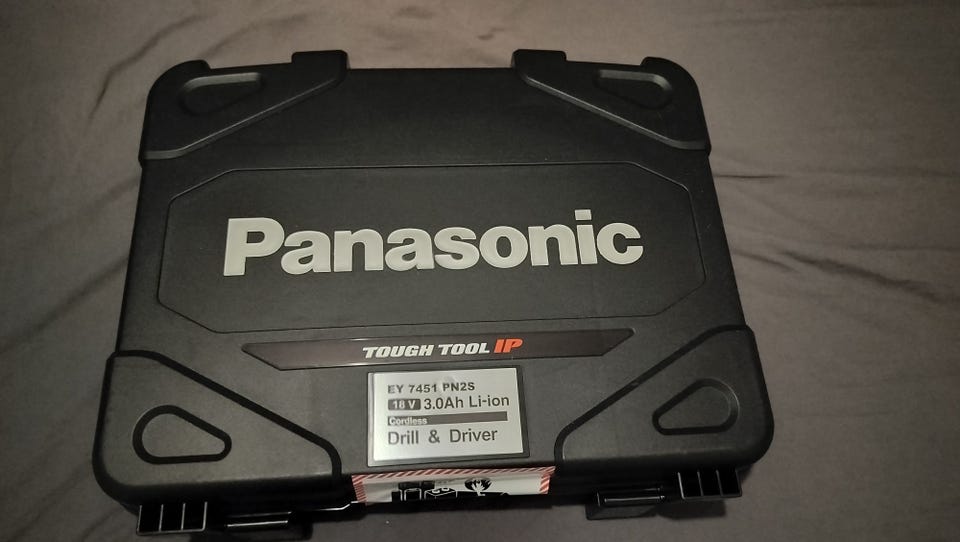 Panasonic
TOUGH TOOL IP
EY 7451 PN2S
18 V 3.0Ah Li-ion
Cordless
Drill & Driver